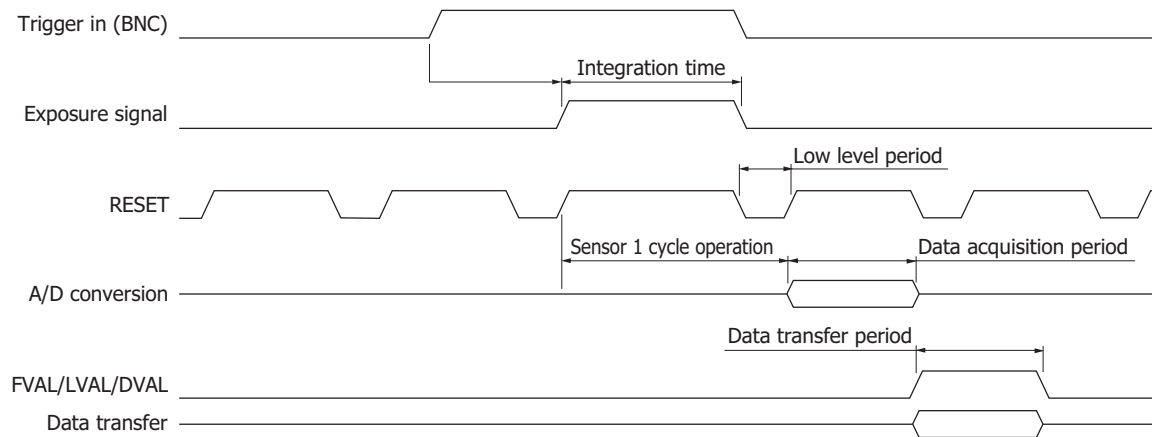 Trigger in (BNC)
Integration time
Exposure signal
Low level period
RESET
Sensor 1 cycle operation
Data acquisition period
A/D conversion
Data transfer period
FVAL/LVAL/DVAL
Data transfer